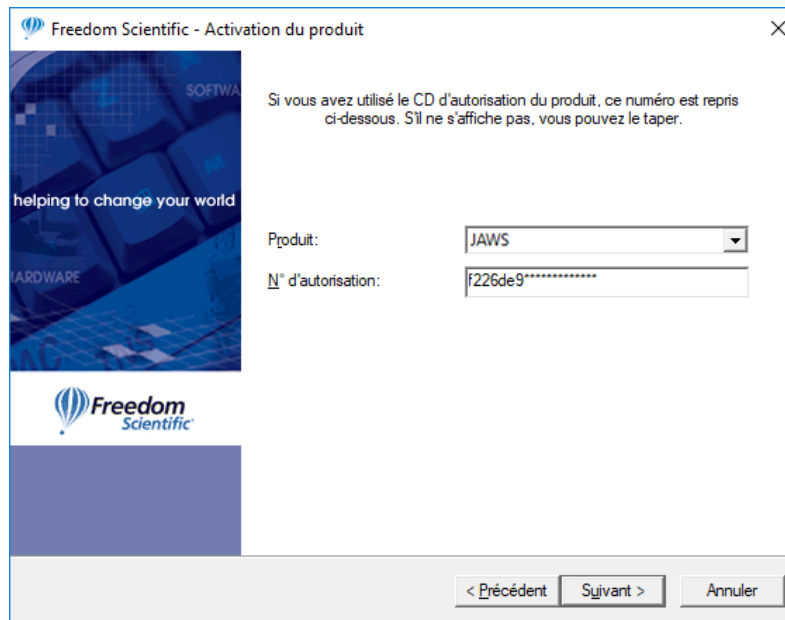 Freedom Scientific - Activation du produit
SOFTWA
Si vous avez utilisé le CD d'autorisation du produit, ce numéro est repris
ci-dessous. S'il ne s'affiche pas, vous pouvez le taper.
helping to change your world
Produit:
JAWS
HARDWARE
N° d'autorisation:
f226de9*************
Freedom
Scientific
< Précédent
Suivant >
Annuler